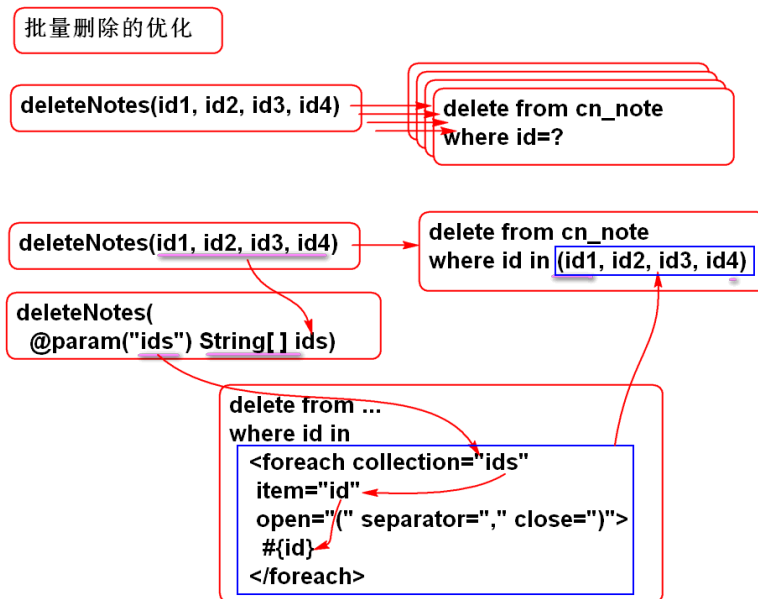 批量删除的优化
deleteNotes(id1, id2, id3, id4)
delete from cn_note
where id=?
deleteNotes(id1, id2, id3, id4)
delete from cn_note
where id in (id1, id2, id3, id4)
deleteNotes(
@param("ids") String[ ] ids)
delete from ...
where id in
<foreach collection="ids"
item="id"
open="(" separator="," close=")">
#{id}
</foreach>